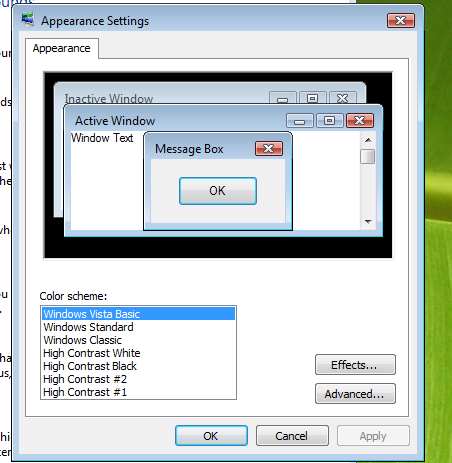 Appearance Settings
Appearance
Inactive Window
Active Window
Window Text
Message Box
OK
Color scheme:
Windows Vista Basic
Windows Standard
Windows Classic
High Contrast White
High Contrast Black
High Contrast #2
High Contrast #1
Effects...
Advanced...
OK
Cancel
Apply